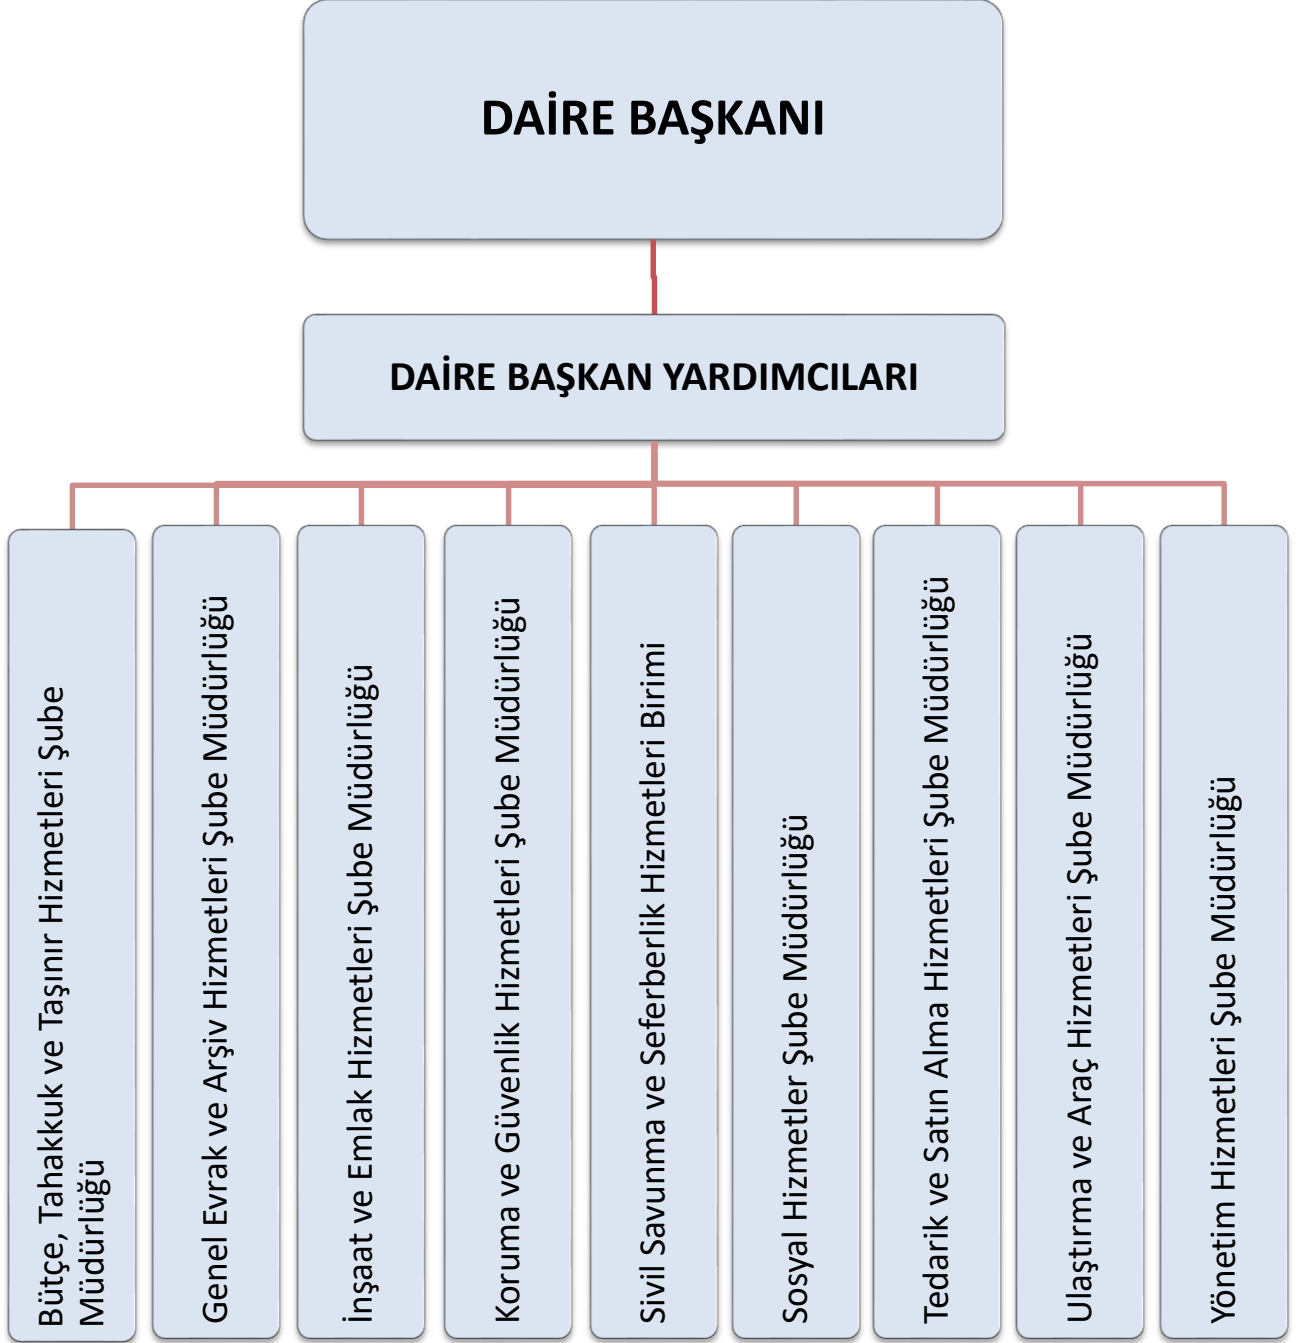 DAİRE BAŞKANI
DAİRE BAŞKAN YARDIMCILARI
Bütçe, Tahakkuk ve Taşınır Hizmetleri Şube
Müdürlüğü
Genel Evrak ve Arşiv Hizmetleri Şube Müdürlüğü
İnşaat ve Emlak Hizmetleri Şube Müdürlüğü
Koruma ve Güvenlik Hizmetleri Şube Müdürlüğü
Sivil Savunma ve Seferberlik Hizmetleri Birimi
Sosyal Hizmetler Şube Müdürlüğü
Tedarik ve Satın Alma Hizmetleri Şube Müdürlüğü
Ulaştırma ve Araç Hizmetleri Şube Müdürlüğü
Yönetim Hizmetleri Şube Müdürlüğü